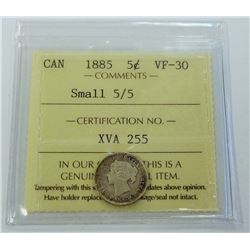 CAN 1885 5¢ VF-30
COMMENTS
Small 5/5
CERTIFICATION NO.
XVA 255
IN OUR THIS IS A
GENUIN ITEM.
Tampering with this s dates above opinion.
Have holder replac age/seal not intact.